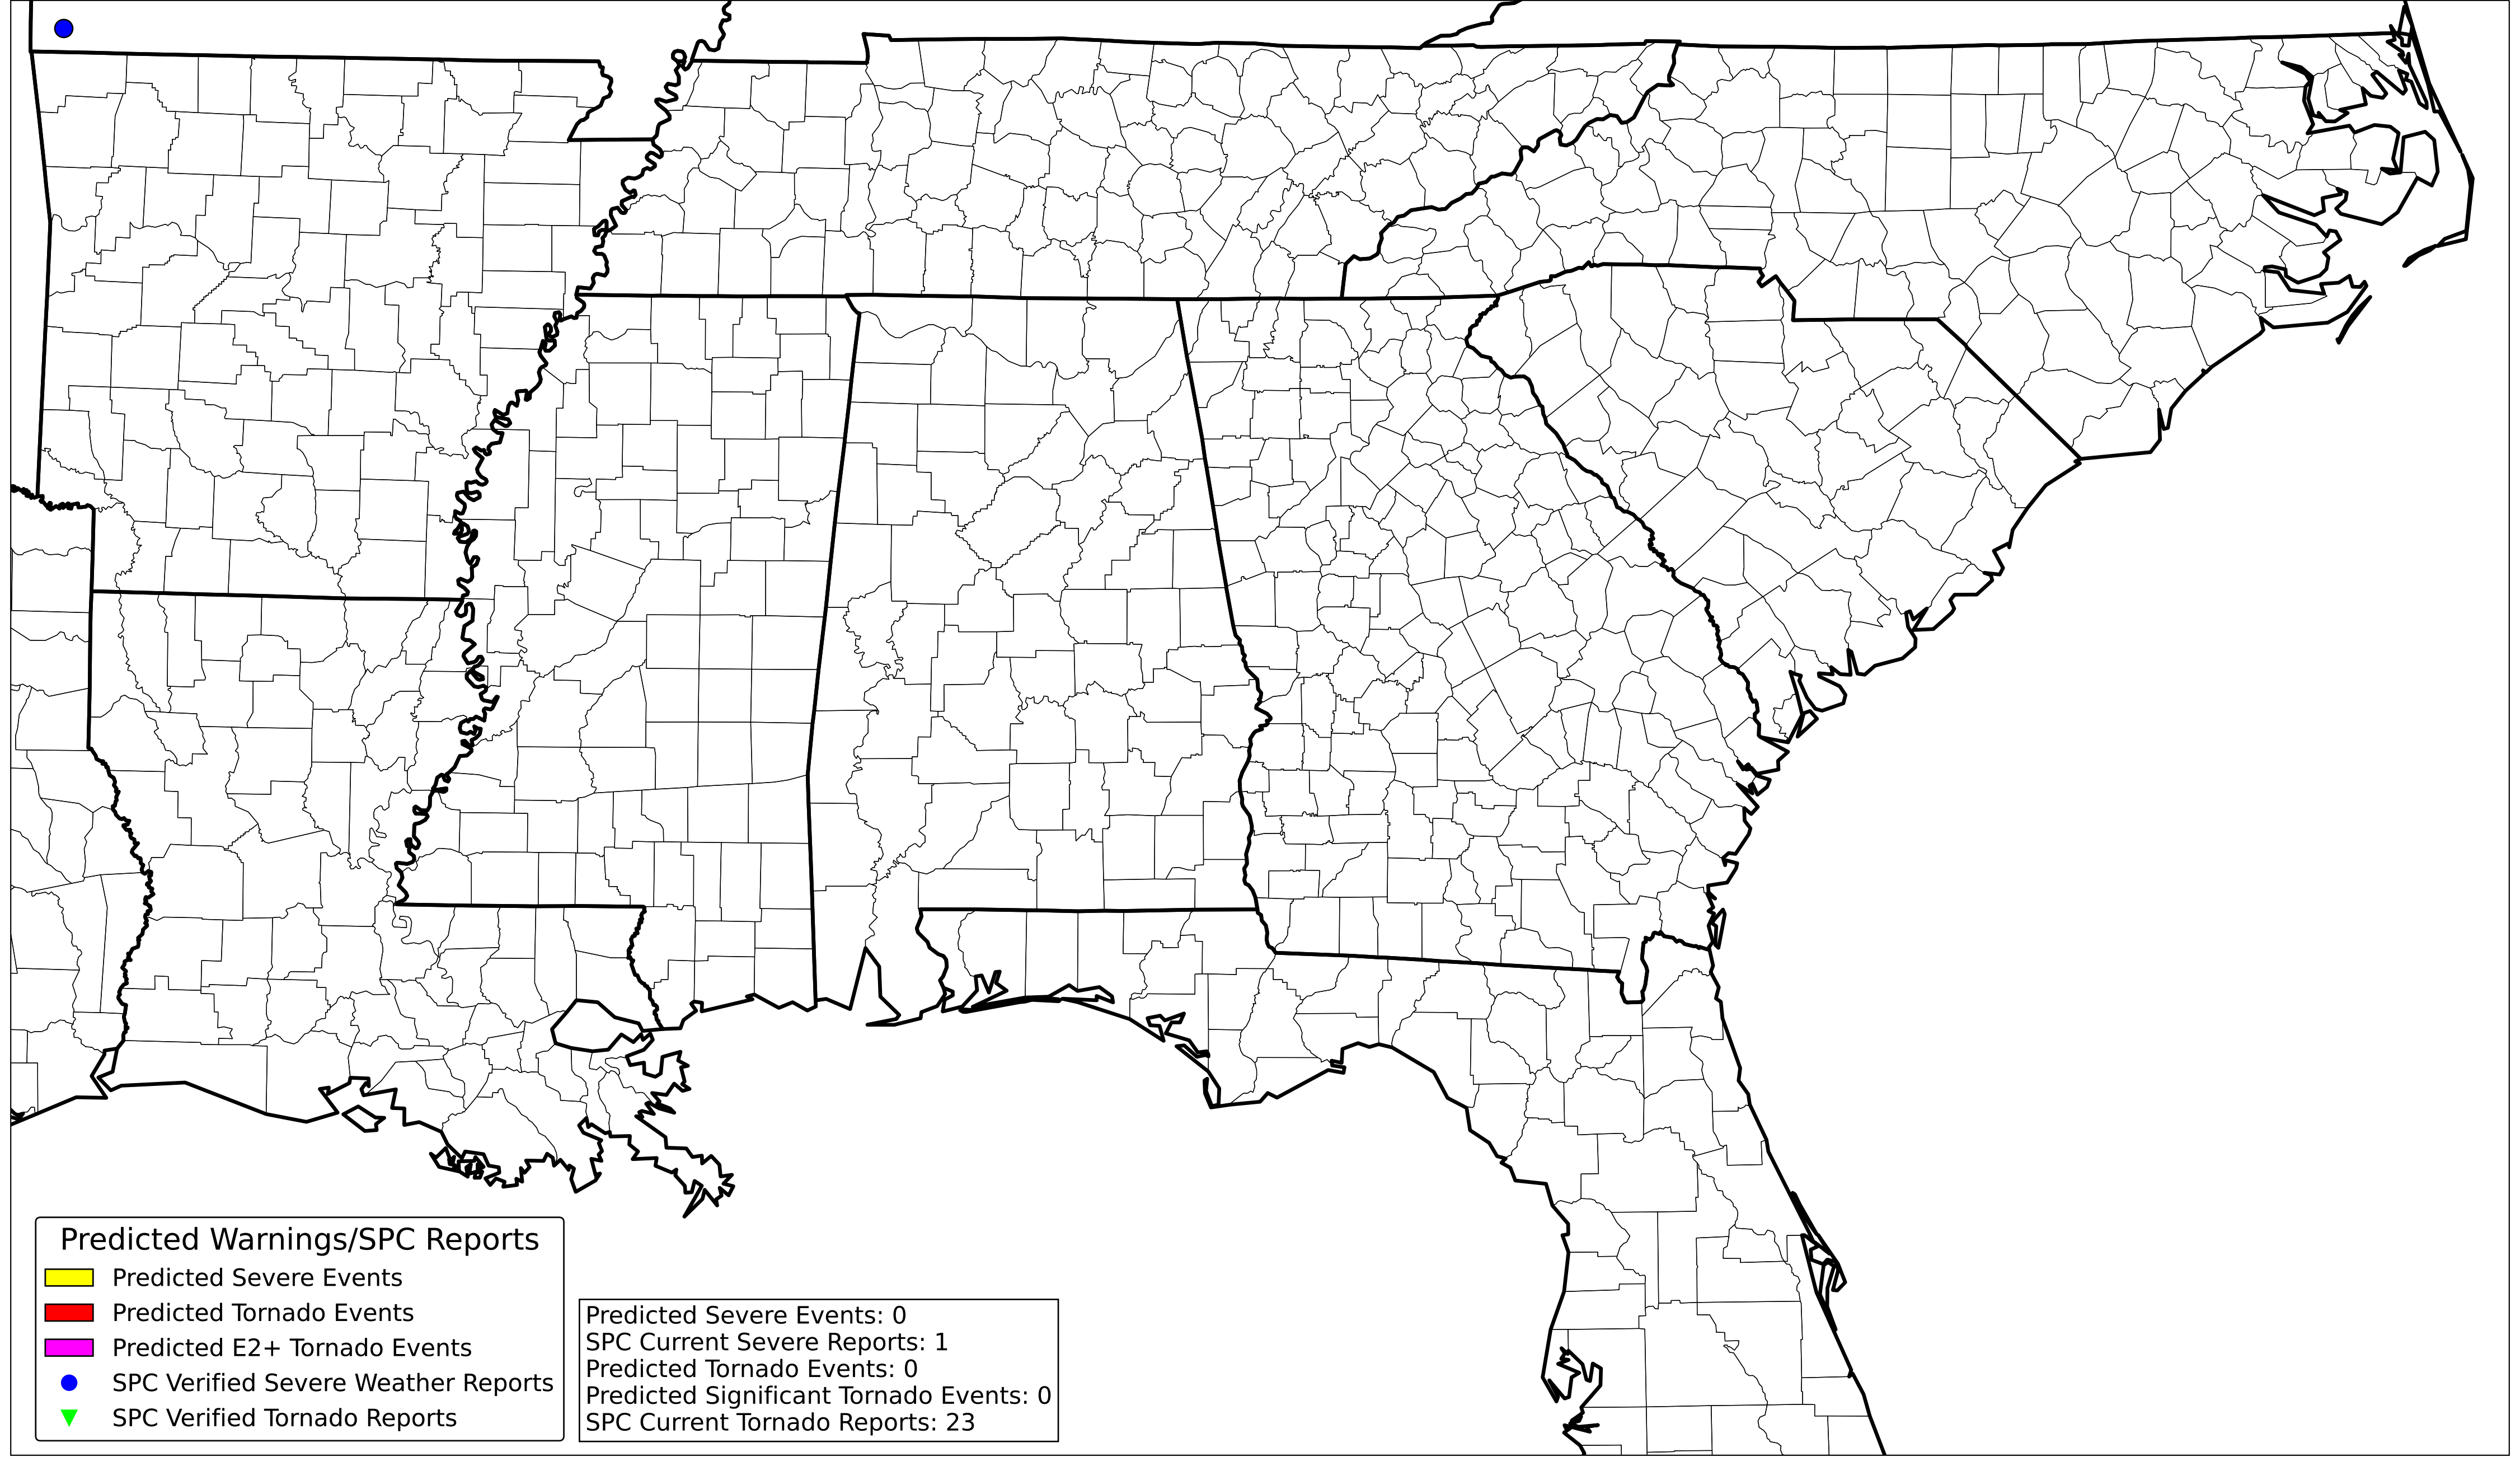 Predicted Warnings/SPC Reports
Predicted Severe Events
Predicted Tornado Events
Predicted E2+ Tornado Events
SPC Verified Severe Weather Reports
SPC Verified Tornado Reports
Predicted Severe Events: 0
SPC Current Severe Reports: 1
Predicted Tornado Events: 0
Predicted Significant Tornado Events: 0
SPC Current Tornado Reports: 23